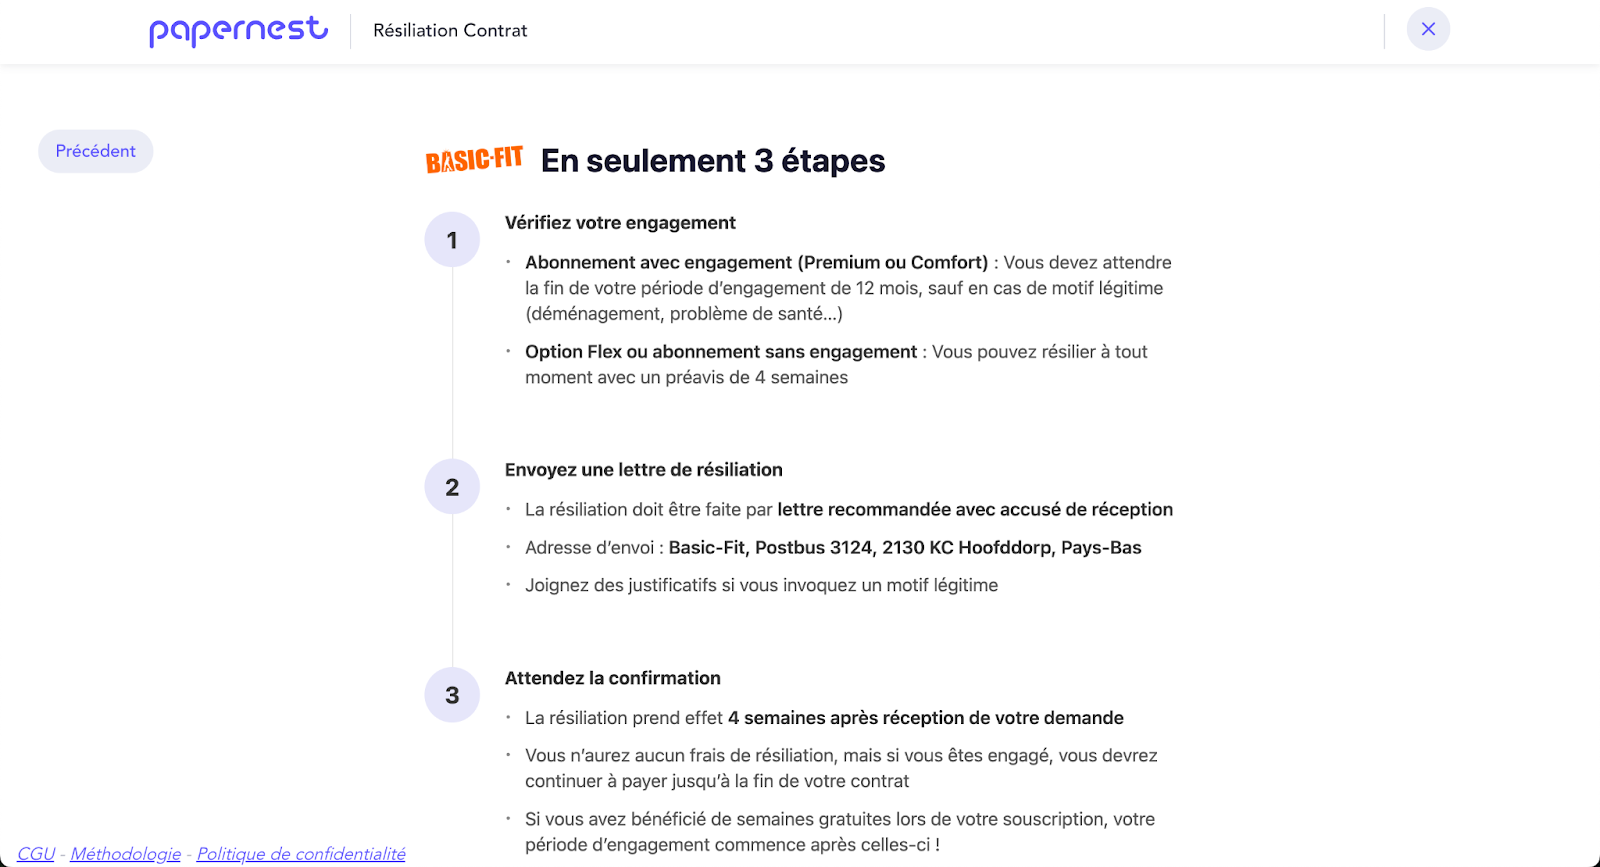 papernest
Résiliation Contrat
Précédent
BASIC-FIT En seulement 3 étapes
1
Vérifiez votre engagement
· Abonnement avec engagement (Premium ou Comfort) : Vous devez attendre
la fin de votre période d’engagement de 12 mois, sauf en cas de motif légitime
(déménagement, problème de santé...)
· Option Flex ou abonnement sans engagement : Vous pouvez résilier à tout
moment avec un préavis de 4 semaines
2
Envoyez une lettre de résiliation
· La résiliation doit être faite par lettre recommandée avec accusé de réception
· Adresse d’envoi : Basic-Fit, Postbus 3124, 2130 KC Hoofddorp, Pays-Bas
· Joignez des justificatifs si vous invoquez un motif légitime
3
Attendez la confirmation
· La résiliation prend effet 4 semaines après réception de votre demande
· Vous n’aurez aucun frais de résiliation, mais si vous êtes engagé, vous devrez
continuer à payer jusqu’à la fin de votre contrat
· Si vous avez bénéficié de semaines gratuites lors de votre souscription, votre
période d’engagement commence après celles-ci !
CGU - Méthodologie - Politique de confidentialité